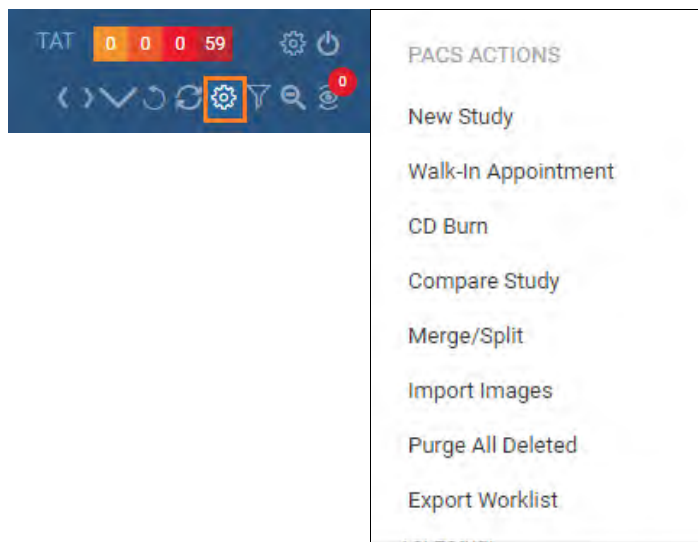 TAT 0 0 0 59
0
PACS ACTIONS
New Study
Walk-In Appointment
CD Burn
Compare Study
Merge/Split
Import Images
Purge All Deleted
Export Worklist